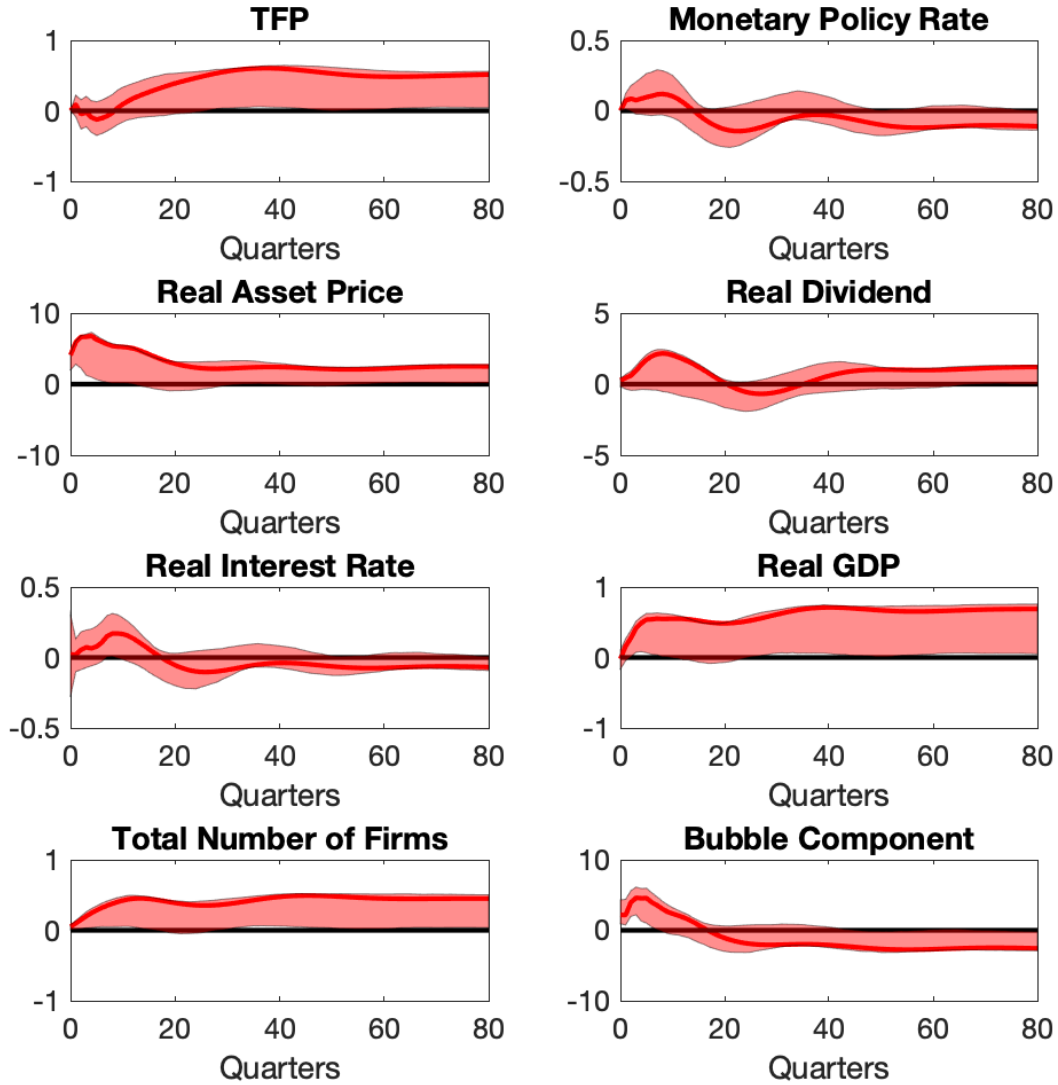 TFP
1
0
-1
0 20 40 60 80
Quarters
Monetary Policy Rate
0.5
0
-0.5
0 20 40 60 80
Quarters
Real Asset Price
10
0
-10
0 20 40 60 80
Quarters
Real Dividend
5
0
-5
0 20 40 60 80
Quarters
Real Interest Rate
0.5
0
-0.5
0 20 40 60 80
Quarters
Real GDP
1
0
-1
0 20 40 60 80
Quarters
Total Number of Firms
1
0
-1
0 20 40 60 80
Quarters
Bubble Component
10
0
-10
0 20 40 60 80
Quarters